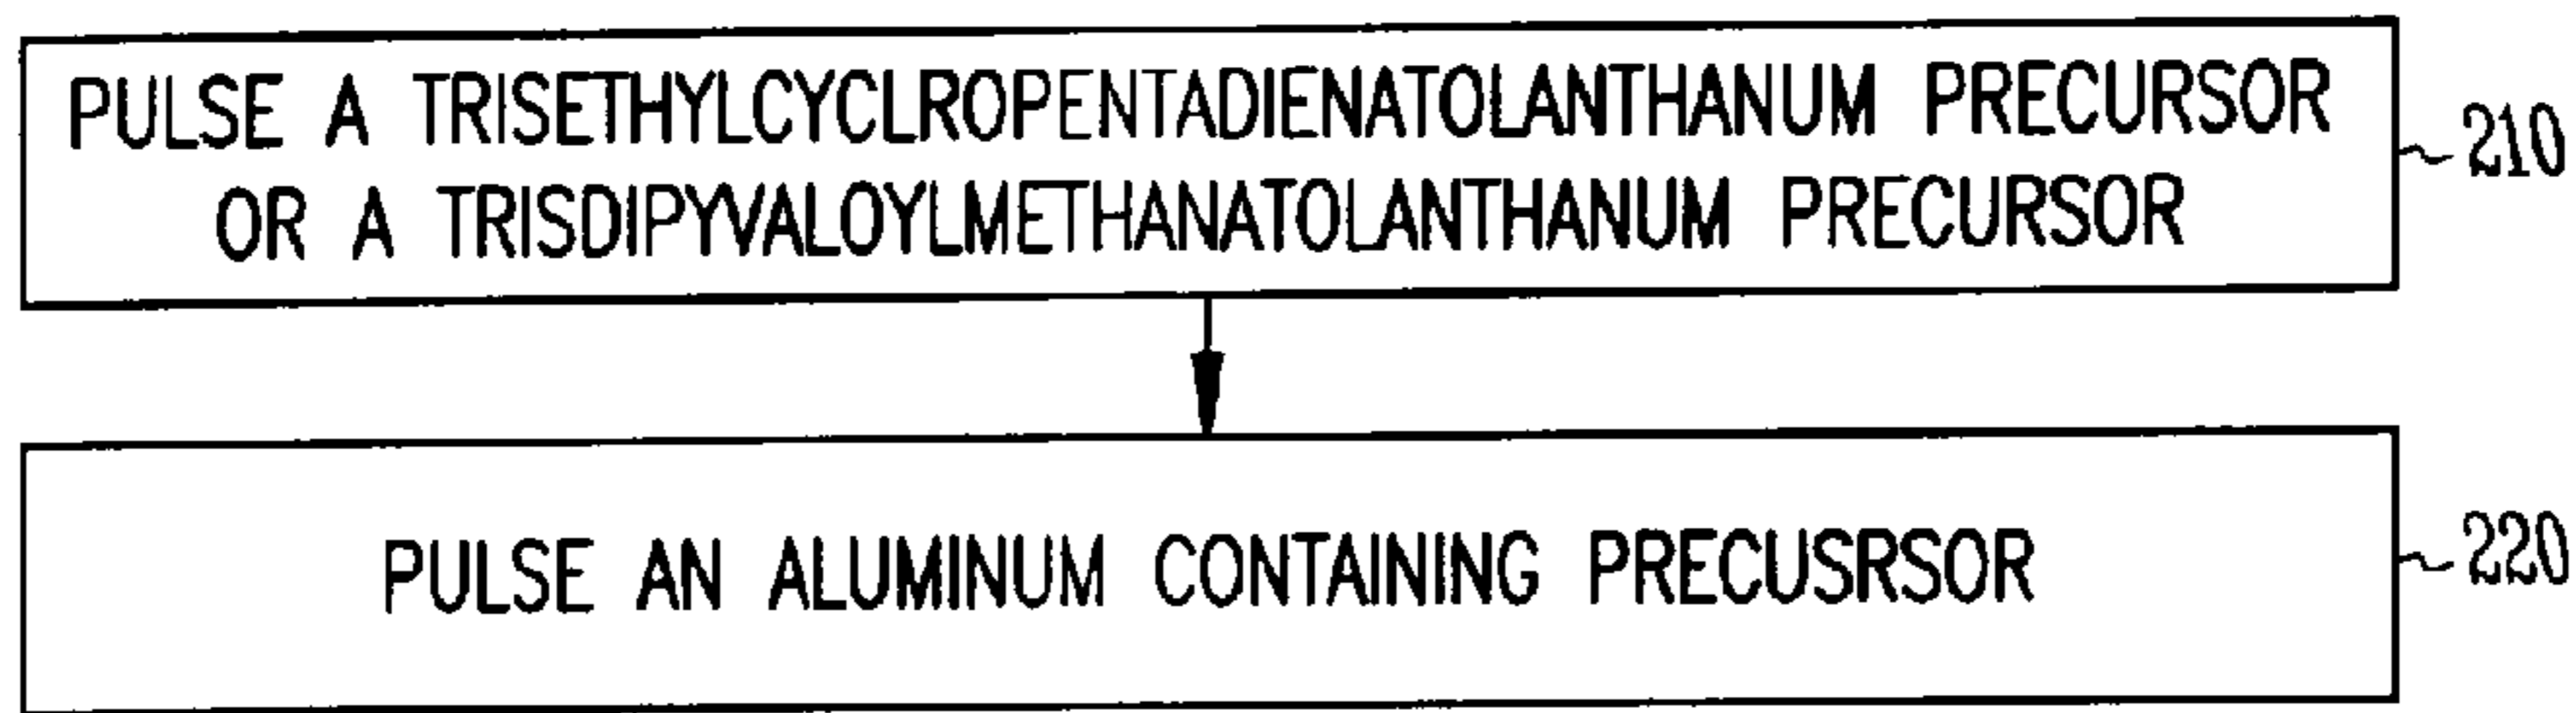 PULSE A TRISETHYLCYCLROPENTADIENATOLANTHANUM PRECURSOR
OR A TRISDIPYVALOYLMETHANATOLANTHANUM PRECURSOR
210
PULSE AN ALUMINUM CONTAINING PRECUSRSOR
220